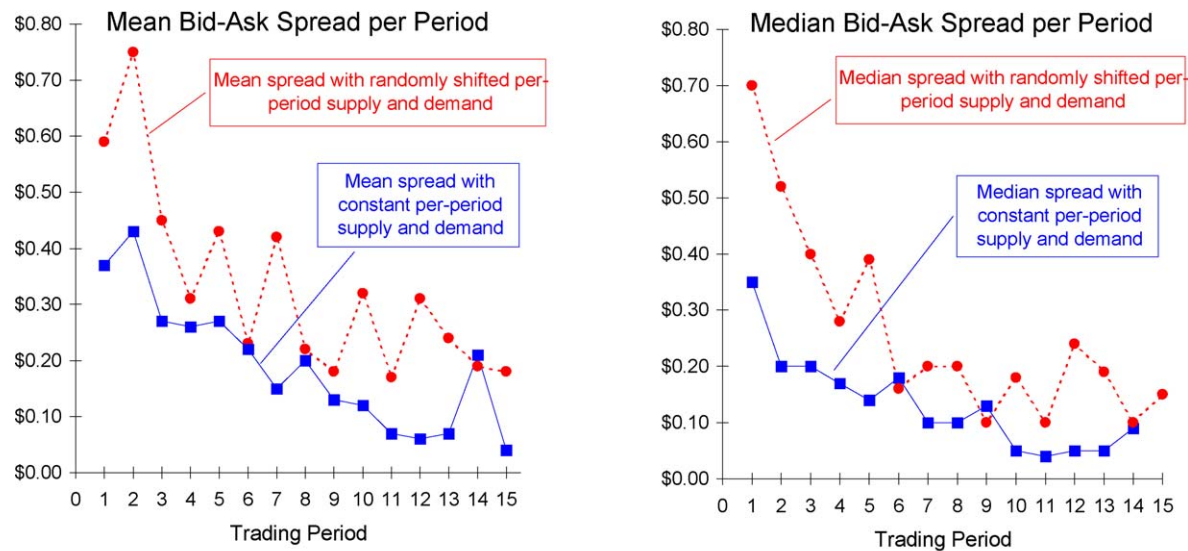 Mean Bid-Ask Spread per Period
$0.80
$0.70
$0.60
$0.50
$0.40
$0.30
$0.20
$0.10
$0.00
Mean spread with randomly shifted per-
period supply and demand
Mean spread with
constant per-period
supply and demand
0 1 2 3 4 5 6 7 8 9 10 11 12 13 14 15
Trading Period
Median Bid-Ask Spread per Period
$0.80
$0.70
$0.60
$0.50
$0.40
$0.30
$0.20
$0.10
$0.00
Median spread with randomly shifted per-
period supply and demand
Median spread with
constant per-period
supply and demand
0 1 2 3 4 5 6 7 8 9 10 11 12 13 14 15
Trading Period